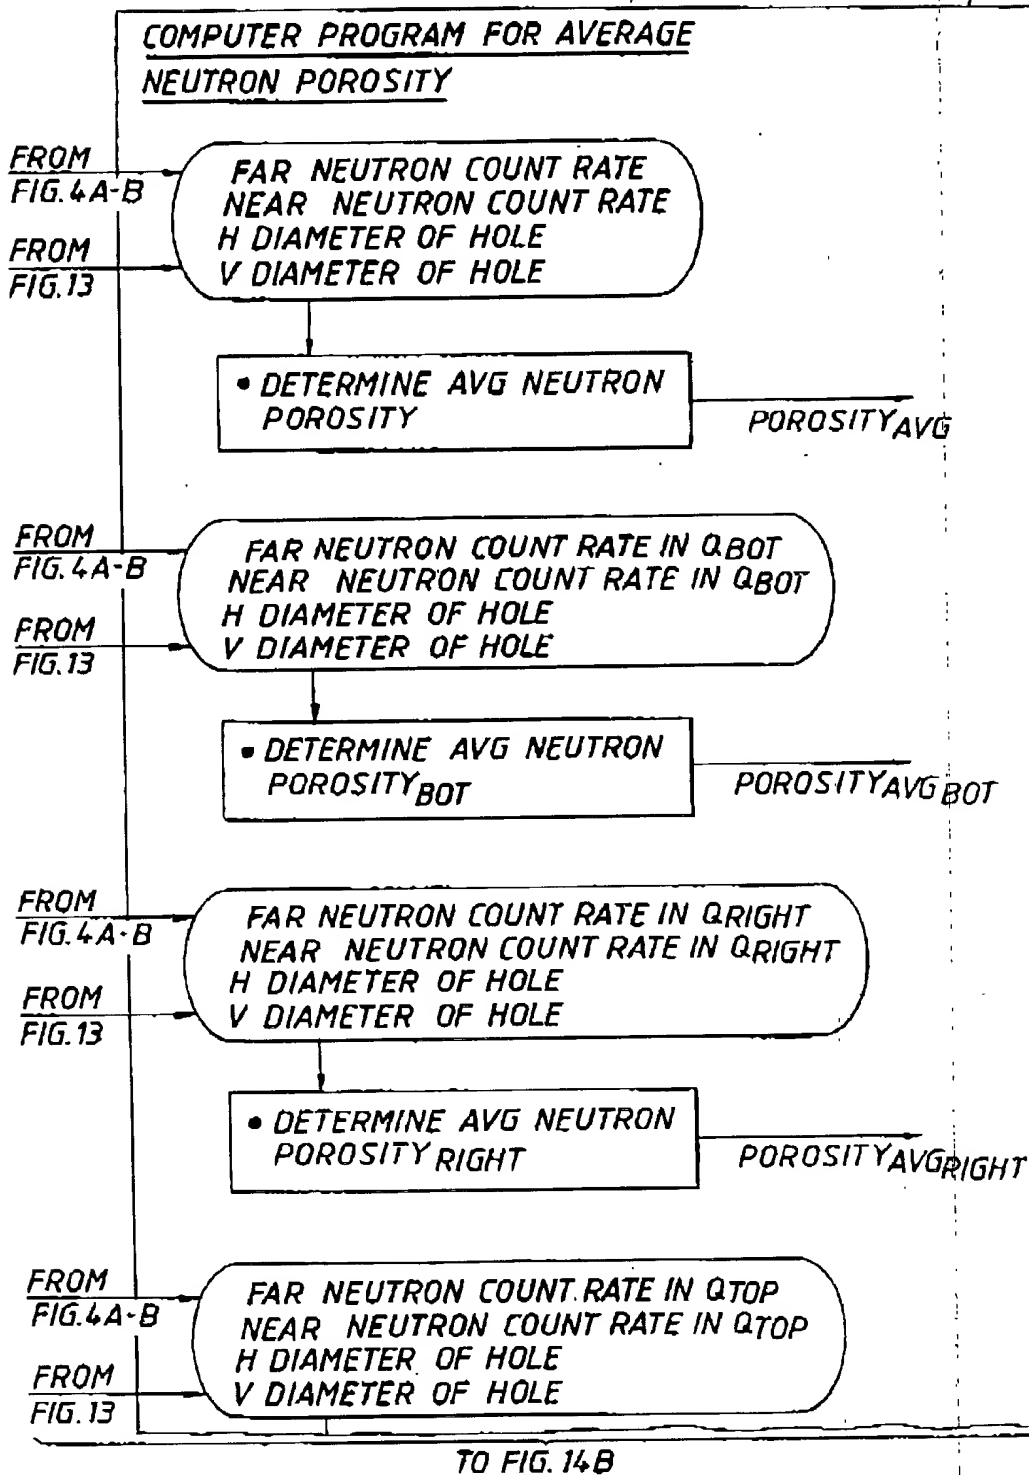 COMPUTER PROGRAM FOR AVERAGE
NEUTRON POROSITY
FROM
FIG.4A-B
FROM
FIG.13
FAR NEUTRON COUNT RATE
NEAR NEUTRON COUNT RATE
H DIAMETER OF HOLE
V DIAMETER OF HOLE
• DETERMINE AVG NEUTRON
POROSITY
POROSITYAVG
FROM
FIG.4A-B
FROM
FIG.13
FAR NEUTRON COUNT RATE IN QBOT
NEAR NEUTRON COUNT RATE IN QBOT
H DIAMETER OF HOLE
V DIAMETER OF HOLE
• DETERMINE AVG NEUTRON
POROSITYBOT
POROSITYAVGBOT
FROM
FIG.4A-B
FROM
FIG.13
FAR NEUTRON COUNT RATE IN QRIGHT
NEAR NEUTRON COUNT RATE IN QRIGHT
H DIAMETER OF HOLE
V DIAMETER OF HOLE
• DETERMINE AVG NEUTRON
POROSITYRIGHT
POROSITYAVGRIGHT
FROM
FIG.4A-B
FROM
FIG.13
FAR NEUTRON COUNT RATE IN QTOP
NEAR NEUTRON COUNT RATE IN QTOP
H DIAMETER OF HOLE
V DIAMETER OF HOLE
TO FIG. 14B